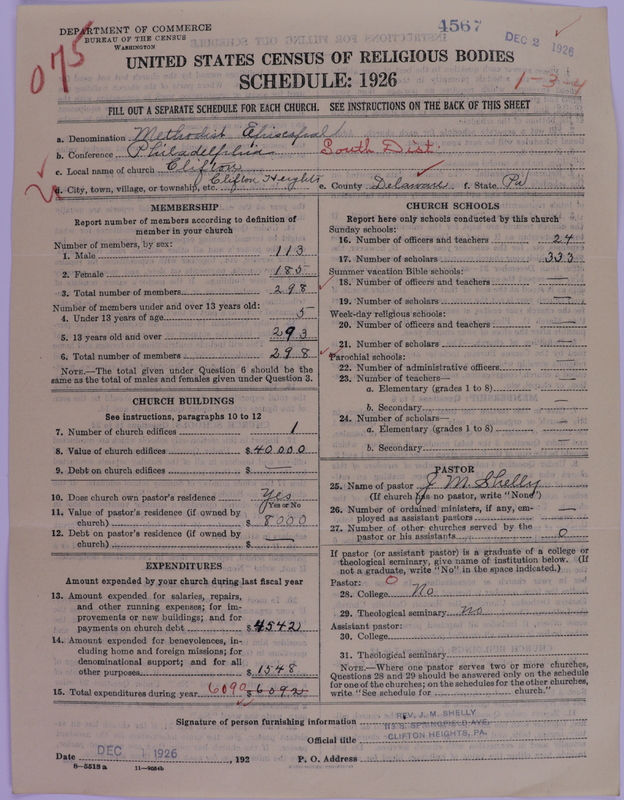 DEPARTMENT OF COMMERCE
BUREAU OF THE CENSUS
WASHINGTON
4567
DEC 2 1926
075
UNITED STATES CENSUS OF RELIGIOUS BODIES
SCHEDULE: 1926
1-3-4
FILL OUT A SEPARATE SCHEDULE FOR EACH CHURCH. SEE INSTRUCTIONS ON THE BACK OF THIS SHEET
a. Denomination Methodist Episcopal
b. Conference Philadelphia South Dist.
c. Local name of church Clifton
d. City, town, village, or township, etc. Clifton Heights e. County Delaware f. State Pa
MEMBERSHIP
Report number of members according to definition of
member in your church
Number of members, by sex:
1. Male 113
2. Female 185
3. Total number of members 298
Number of members under and over 13 years old:
4. Under 13 years of age 5
5. 13 years old and over 293
6. Total number of members 298
NOTE.—The total given under Question 6 should be
same as the total of males and females given under Question 3.
CHURCH BUILDINGS
See instructions, paragraphs 10 to 12
7. Number of church edifices 1
8. Value of church edifices $40000
9. Debt on church edifices $ —
10. Does church own pastor's residence Yes
Yes or No
11. Value of pastor's residence (if owned by
church) $ 8000
12. Debt on pastor's residence (if owned by
church) $ —
EXPENDITURES
Amount expended by your church during last fiscal year
13. Amount expended for salaries, repairs,
and other running expenses; for im-
provements or new buildings; and for
payments on church debt $4542
14. Amount expended for benevolences, in-
cluding home and foreign missions; for
denominational support; and for all
other purposes $1548
15. Total expenditures during year 6090 $6092
CHURCH SCHOOLS
Report here only schools conducted by this church
Sunday schools:
16. Number of officers and teachers 24
17. Number of scholars 333
Summer vacation Bible schools:
18. Number of officers and teachers —
19. Number of scholars —
Week-day religious schools:
20. Number of officers and teachers —
21. Number of scholars —
Parochial schools:
22. Number of administrative officers —
23. Number of teachers—
a. Elementary (grades 1 to 8) —
b. Secondary —
24. Number of scholars—
a. Elementary (grades 1 to 8) —
b. Secondary —
PASTOR
25. Name of pastor J. M. Shelly
(If church has no pastor, write "None")
26. Number of ordained ministers, if any, em-
ployed as assistant pastors —
27. Number of other churches served by the
pastor or his assistants 0
If pastor (or assistant pastor) is a graduate of a college or
theological seminary, give name of institution below. (If
not a graduate, write "No" in the space indicated.)
Pastor: 0
28. College No
29. Theological seminary No
Assistant pastor:
30. College
31. Theological seminary
NOTE.—Where one pastor serves two or more churches,
Questions 28 and 29 should be answered only on the schedule
for one of the churches; on the schedules for the other churches,
write "See schedule for church."
Signature of person furnishing information REV. J. M. SHELLY
Official title S. SPRINGFIELD AVE.
CLIFTON HEIGHTS, PA.
Date DEC 1 1926 , 192 P. O. Address
8-5513 a